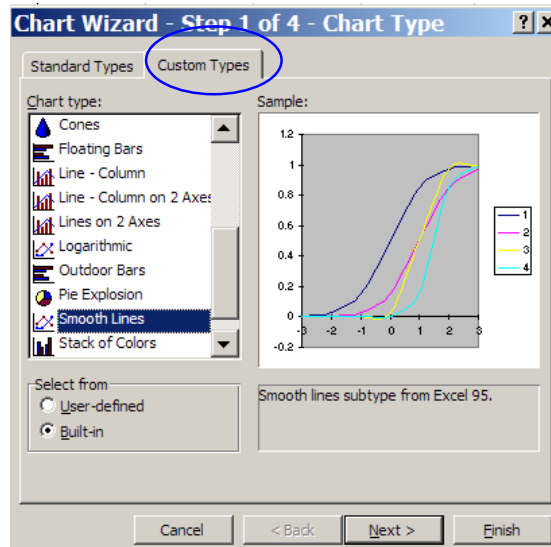 Chart Wizard - Step 1 of 4 - Chart Type
Standard Types
Custom Types
Chart type:
Cones
Floating Bars
Line - Column
Line - Column on 2 Axes
Lines on 2 Axes
Logarithmic
Outdoor Bars
Pie Explosion
Smooth Lines
Stack of Colors
Sample:
1.2
1
0.8
0.6
0.4
0.2
0
-0.2
-3 -2 -1 0 1 2 3
1
2
3
4
Select from
User-defined
Built-in
Smooth lines subtype from Excel 95.
Cancel
< Back
Next >
Finish